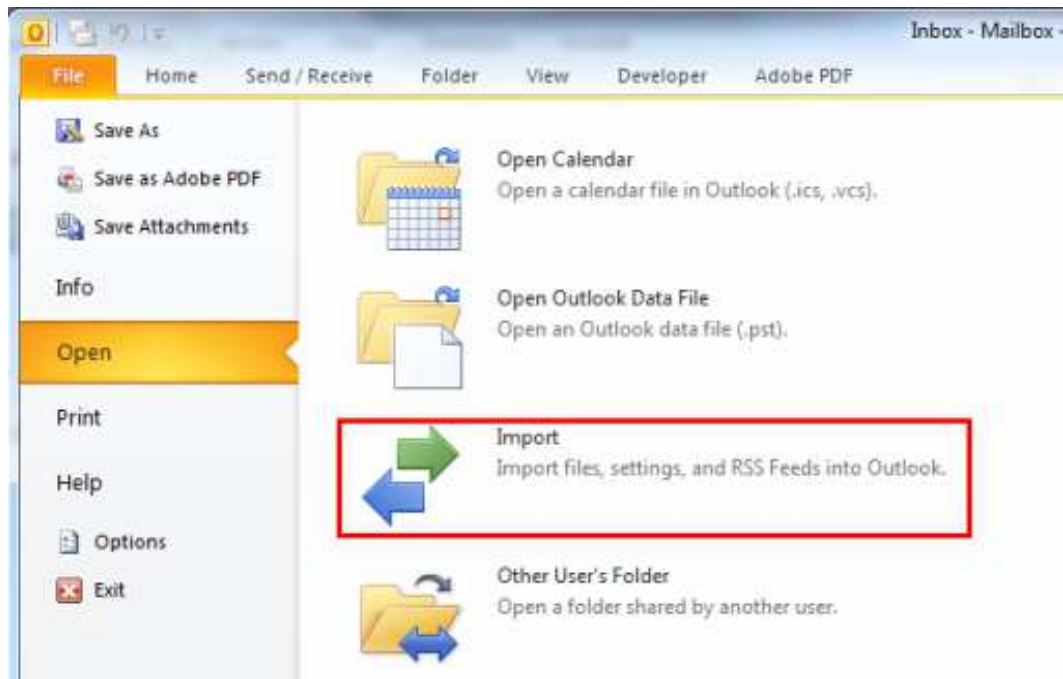 Inbox - Mailbox -
File Home Send / Receive Folder View Developer Adobe PDF
Save As
Save as Adobe PDF
Save Attachments
Info
Open
Print
Help
Options
Exit
Open Calendar
Open a calendar file in Outlook (.ics, .vcs).
Open Outlook Data File
Open an Outlook data file (.pst).
Import
Import files, settings, and RSS Feeds into Outlook.
Other User's Folder
Open a folder shared by another user.